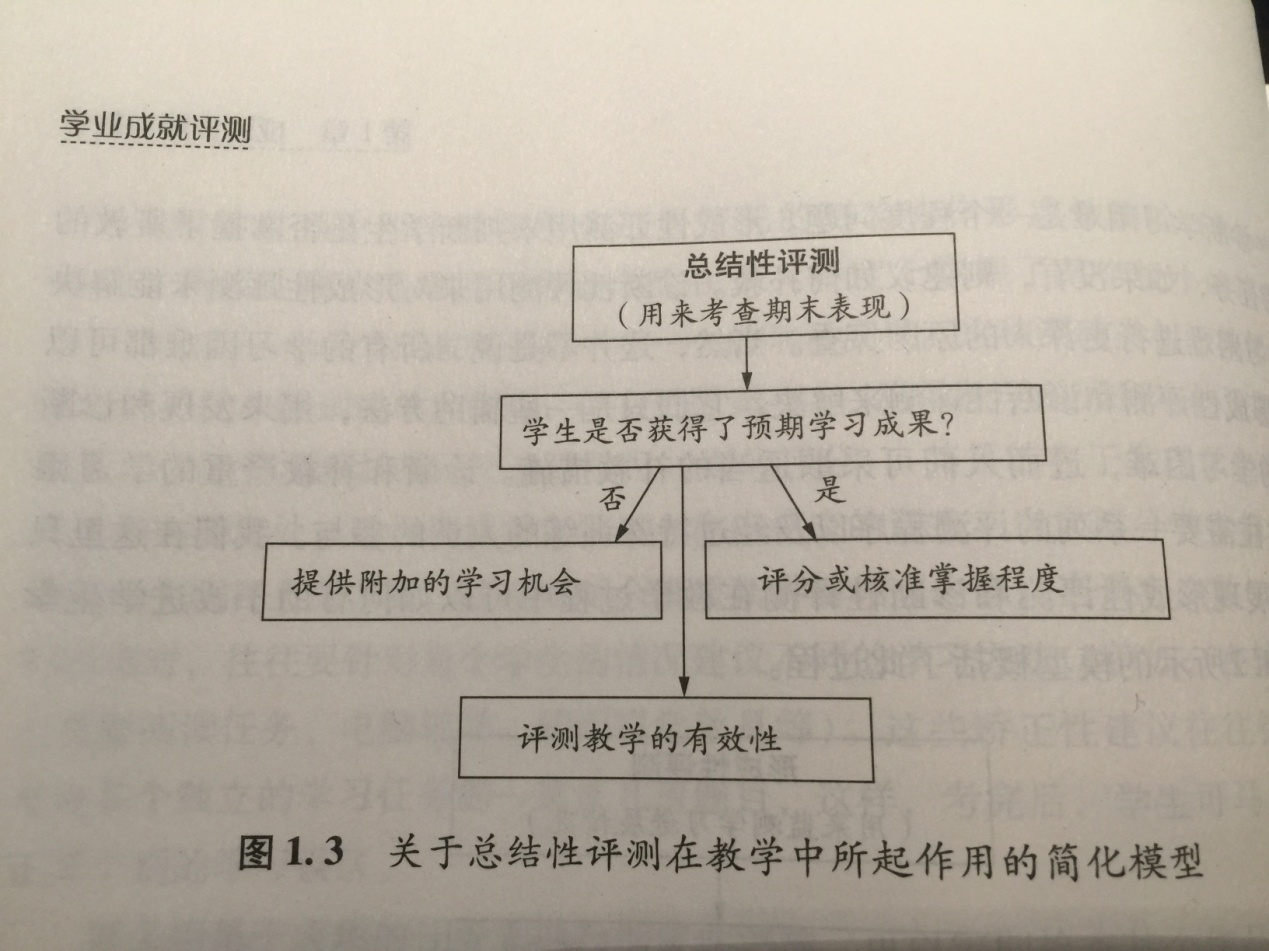 学业成就评测
总结性评测
（用来考查期末表现）
学生是否获得了预期学习成果？
否
是
提供附加的学习机会
评分或核准掌握程度
评测教学的有效性
图1.3 关于总结性评测在教学中所起作用的简化模型